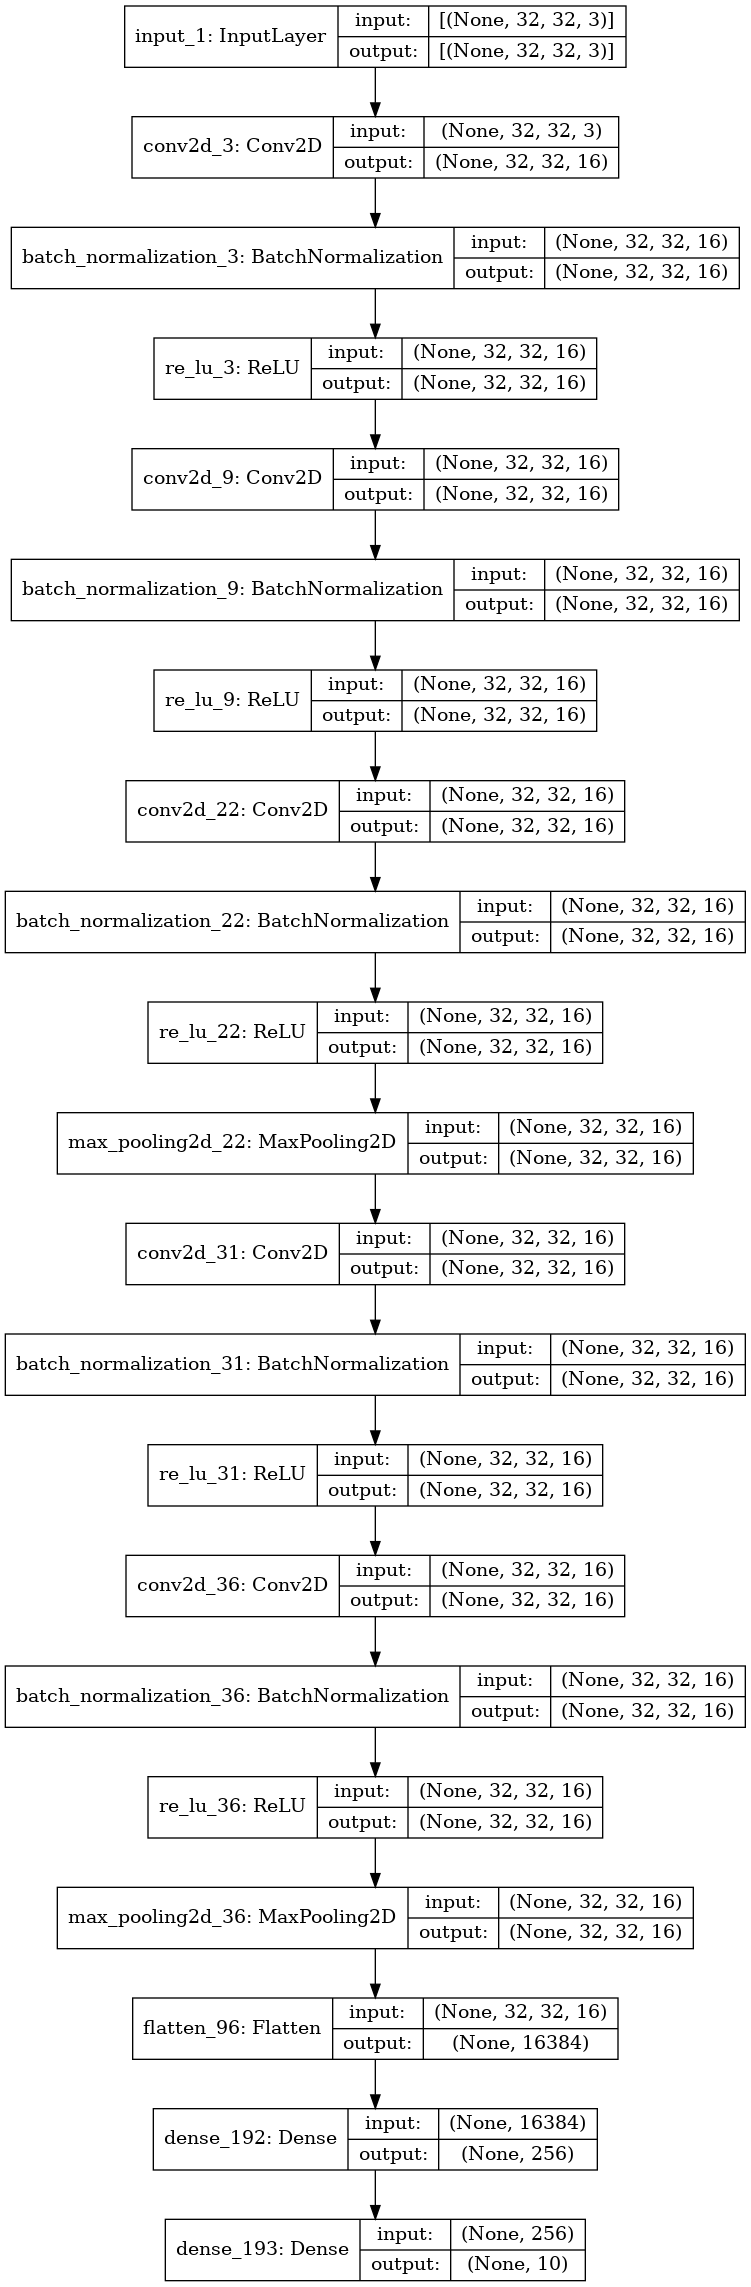 input_1: InputLayer
input: [(None, 32, 32, 3)]
output: [(None, 32, 32, 3)]
conv2d_3: Conv2D
input: (None, 32, 32, 3)
output: (None, 32, 32, 16)
batch_normalization_3: BatchNormalization
input: (None, 32, 32, 16)
output: (None, 32, 32, 16)
re_lu_3: ReLU
input: (None, 32, 32, 16)
output: (None, 32, 32, 16)
conv2d_9: Conv2D
input: (None, 32, 32, 16)
output: (None, 32, 32, 16)
batch_normalization_9: BatchNormalization
input: (None, 32, 32, 16)
output: (None, 32, 32, 16)
re_lu_9: ReLU
input: (None, 32, 32, 16)
output: (None, 32, 32, 16)
conv2d_22: Conv2D
input: (None, 32, 32, 16)
output: (None, 32, 32, 16)
batch_normalization_22: BatchNormalization
input: (None, 32, 32, 16)
output: (None, 32, 32, 16)
re_lu_22: ReLU
input: (None, 32, 32, 16)
output: (None, 32, 32, 16)
max_pooling2d_22: MaxPooling2D
input: (None, 32, 32, 16)
output: (None, 32, 32, 16)
conv2d_31: Conv2D
input: (None, 32, 32, 16)
output: (None, 32, 32, 16)
batch_normalization_31: BatchNormalization
input: (None, 32, 32, 16)
output: (None, 32, 32, 16)
re_lu_31: ReLU
input: (None, 32, 32, 16)
output: (None, 32, 32, 16)
conv2d_36: Conv2D
input: (None, 32, 32, 16)
output: (None, 32, 32, 16)
batch_normalization_36: BatchNormalization
input: (None, 32, 32, 16)
output: (None, 32, 32, 16)
re_lu_36: ReLU
input: (None, 32, 32, 16)
output: (None, 32, 32, 16)
max_pooling2d_36: MaxPooling2D
input: (None, 32, 32, 16)
output: (None, 32, 32, 16)
flatten_96: Flatten
input: (None, 32, 32, 16)
output: (None, 16384)
dense_192: Dense
input: (None, 16384)
output: (None, 256)
dense_193: Dense
input: (None, 256)
output: (None, 10)